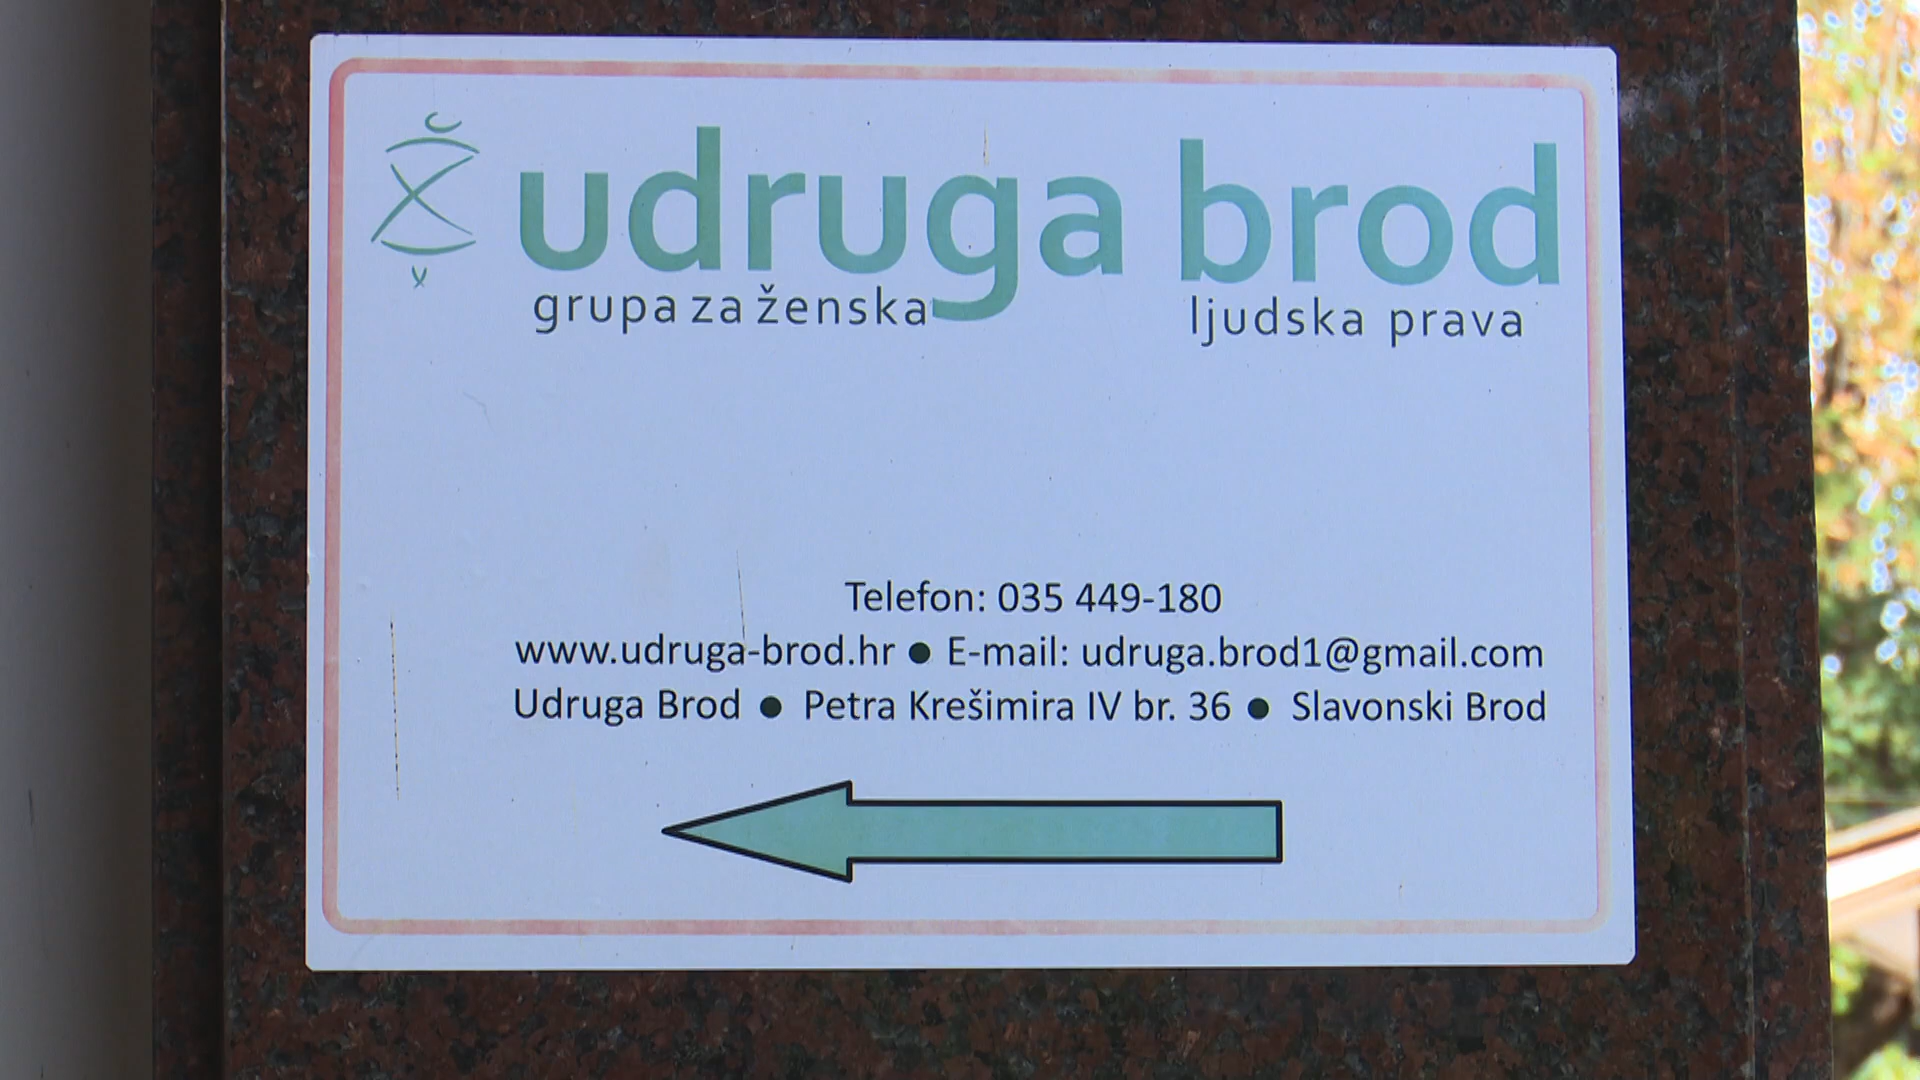 udruga brod
grupa za ženska ljudska prava
Telefon: 035 449-180
www.udruga-brod.hr ● E-mail: udruga.brod1@gmail.com
Udruga Brod ● Petra Krešimira IV br. 36 ● Slavonski Brod